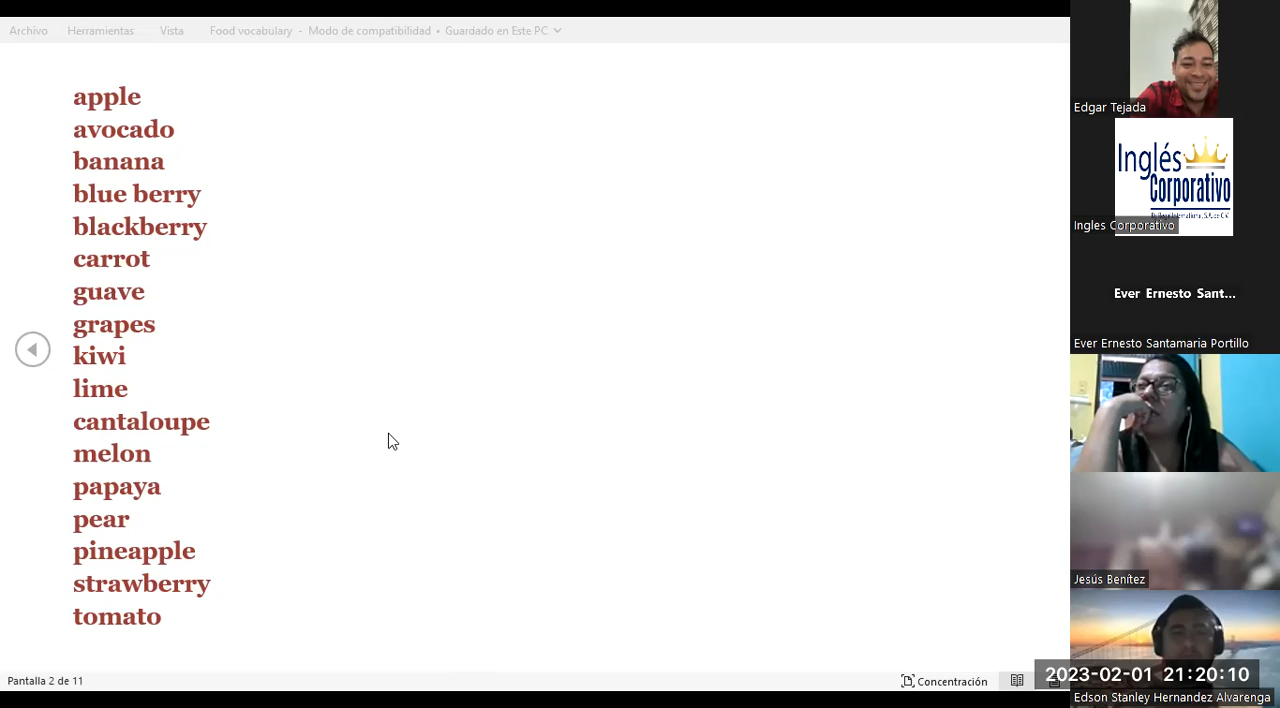 Archivo Herramientas Vista Food vocabulary - Modo de compatibilidad • Guardado en Este PC
apple
avocado
banana
blue berry
blackberry
carrot
guave
grapes
kiwi
lime
cantaloupe
melon
papaya
pear
pineapple
strawberry
tomato
Pantalla 2 de 11
Concentración
Edgar Tejada
Inglés
Corporativo
Ingles Corporativo
Ever Ernesto Sant...
Ever Ernesto Santamaria Portillo
Jesús Benítez
2023-02-01 21:20:10
Edson Stanley Hernandez Alvarenga